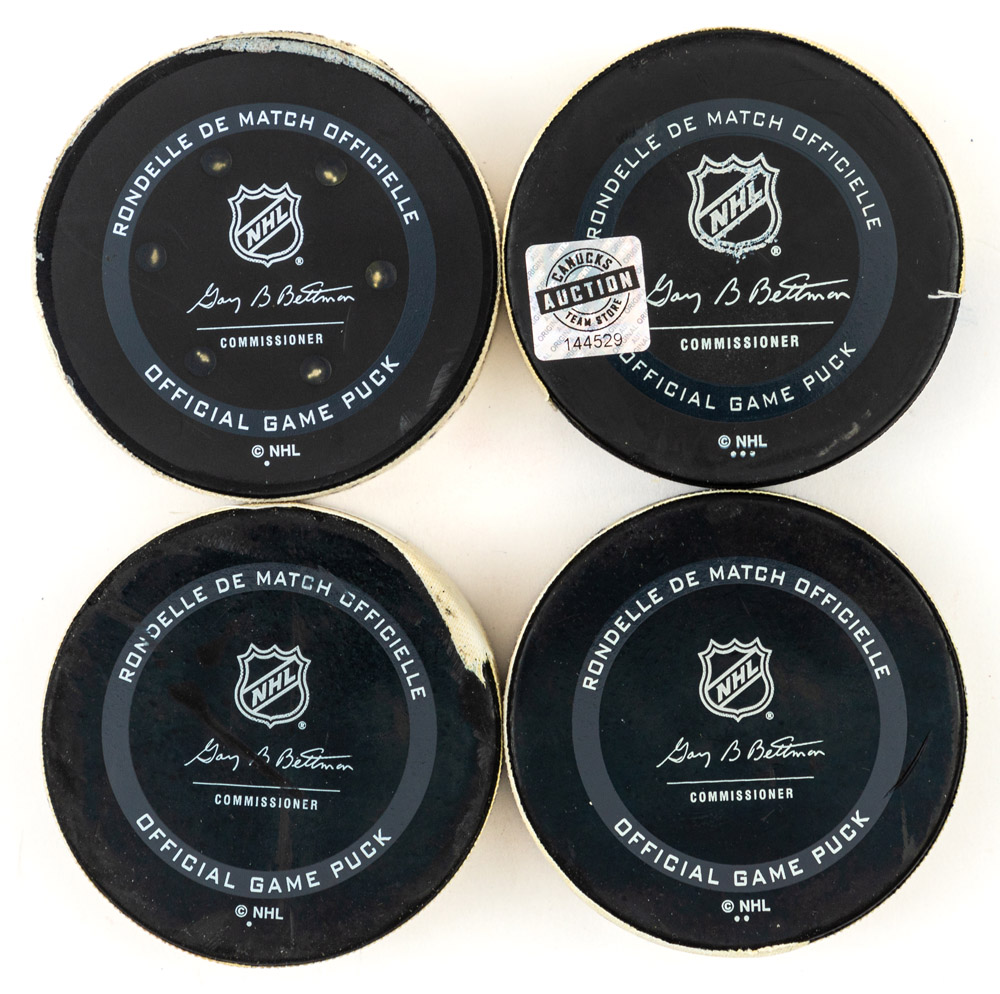 RONDELLE DE MATCH OFFICIELLE
NHL
®
Gary B Bettman
COMMISSIONER
OFFICIAL GAME PUCK
© NHL
RONDELLE DE MATCH OFFICIELLE
NHL
®
CANUCKS
AUCTION
TEAM STORE
144529
Gary B Bettman
COMMISSIONER
OFFICIAL GAME PUCK
© NHL
RONDELLE DE MATCH OFFICIELLE
NHL
®
Gary B Bettman
COMMISSIONER
OFFICIAL GAME PUCK
© NHL
RONDELLE DE MATCH OFFICIELLE
NHL
®
Gary B Bettman
COMMISSIONER
OFFICIAL GAME PUCK
© NHL